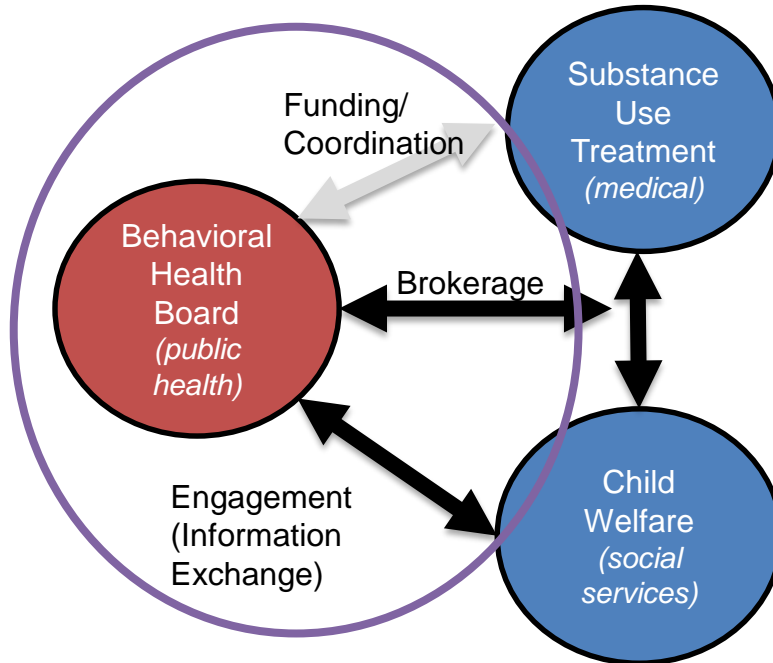 Substance
Use
Treatment
(medical)
Funding/
Coordination
Behavioral
Health
Board
(public
health)
Brokerage
Engagement
(Information
Exchange)
Child
Welfare
(social
services)